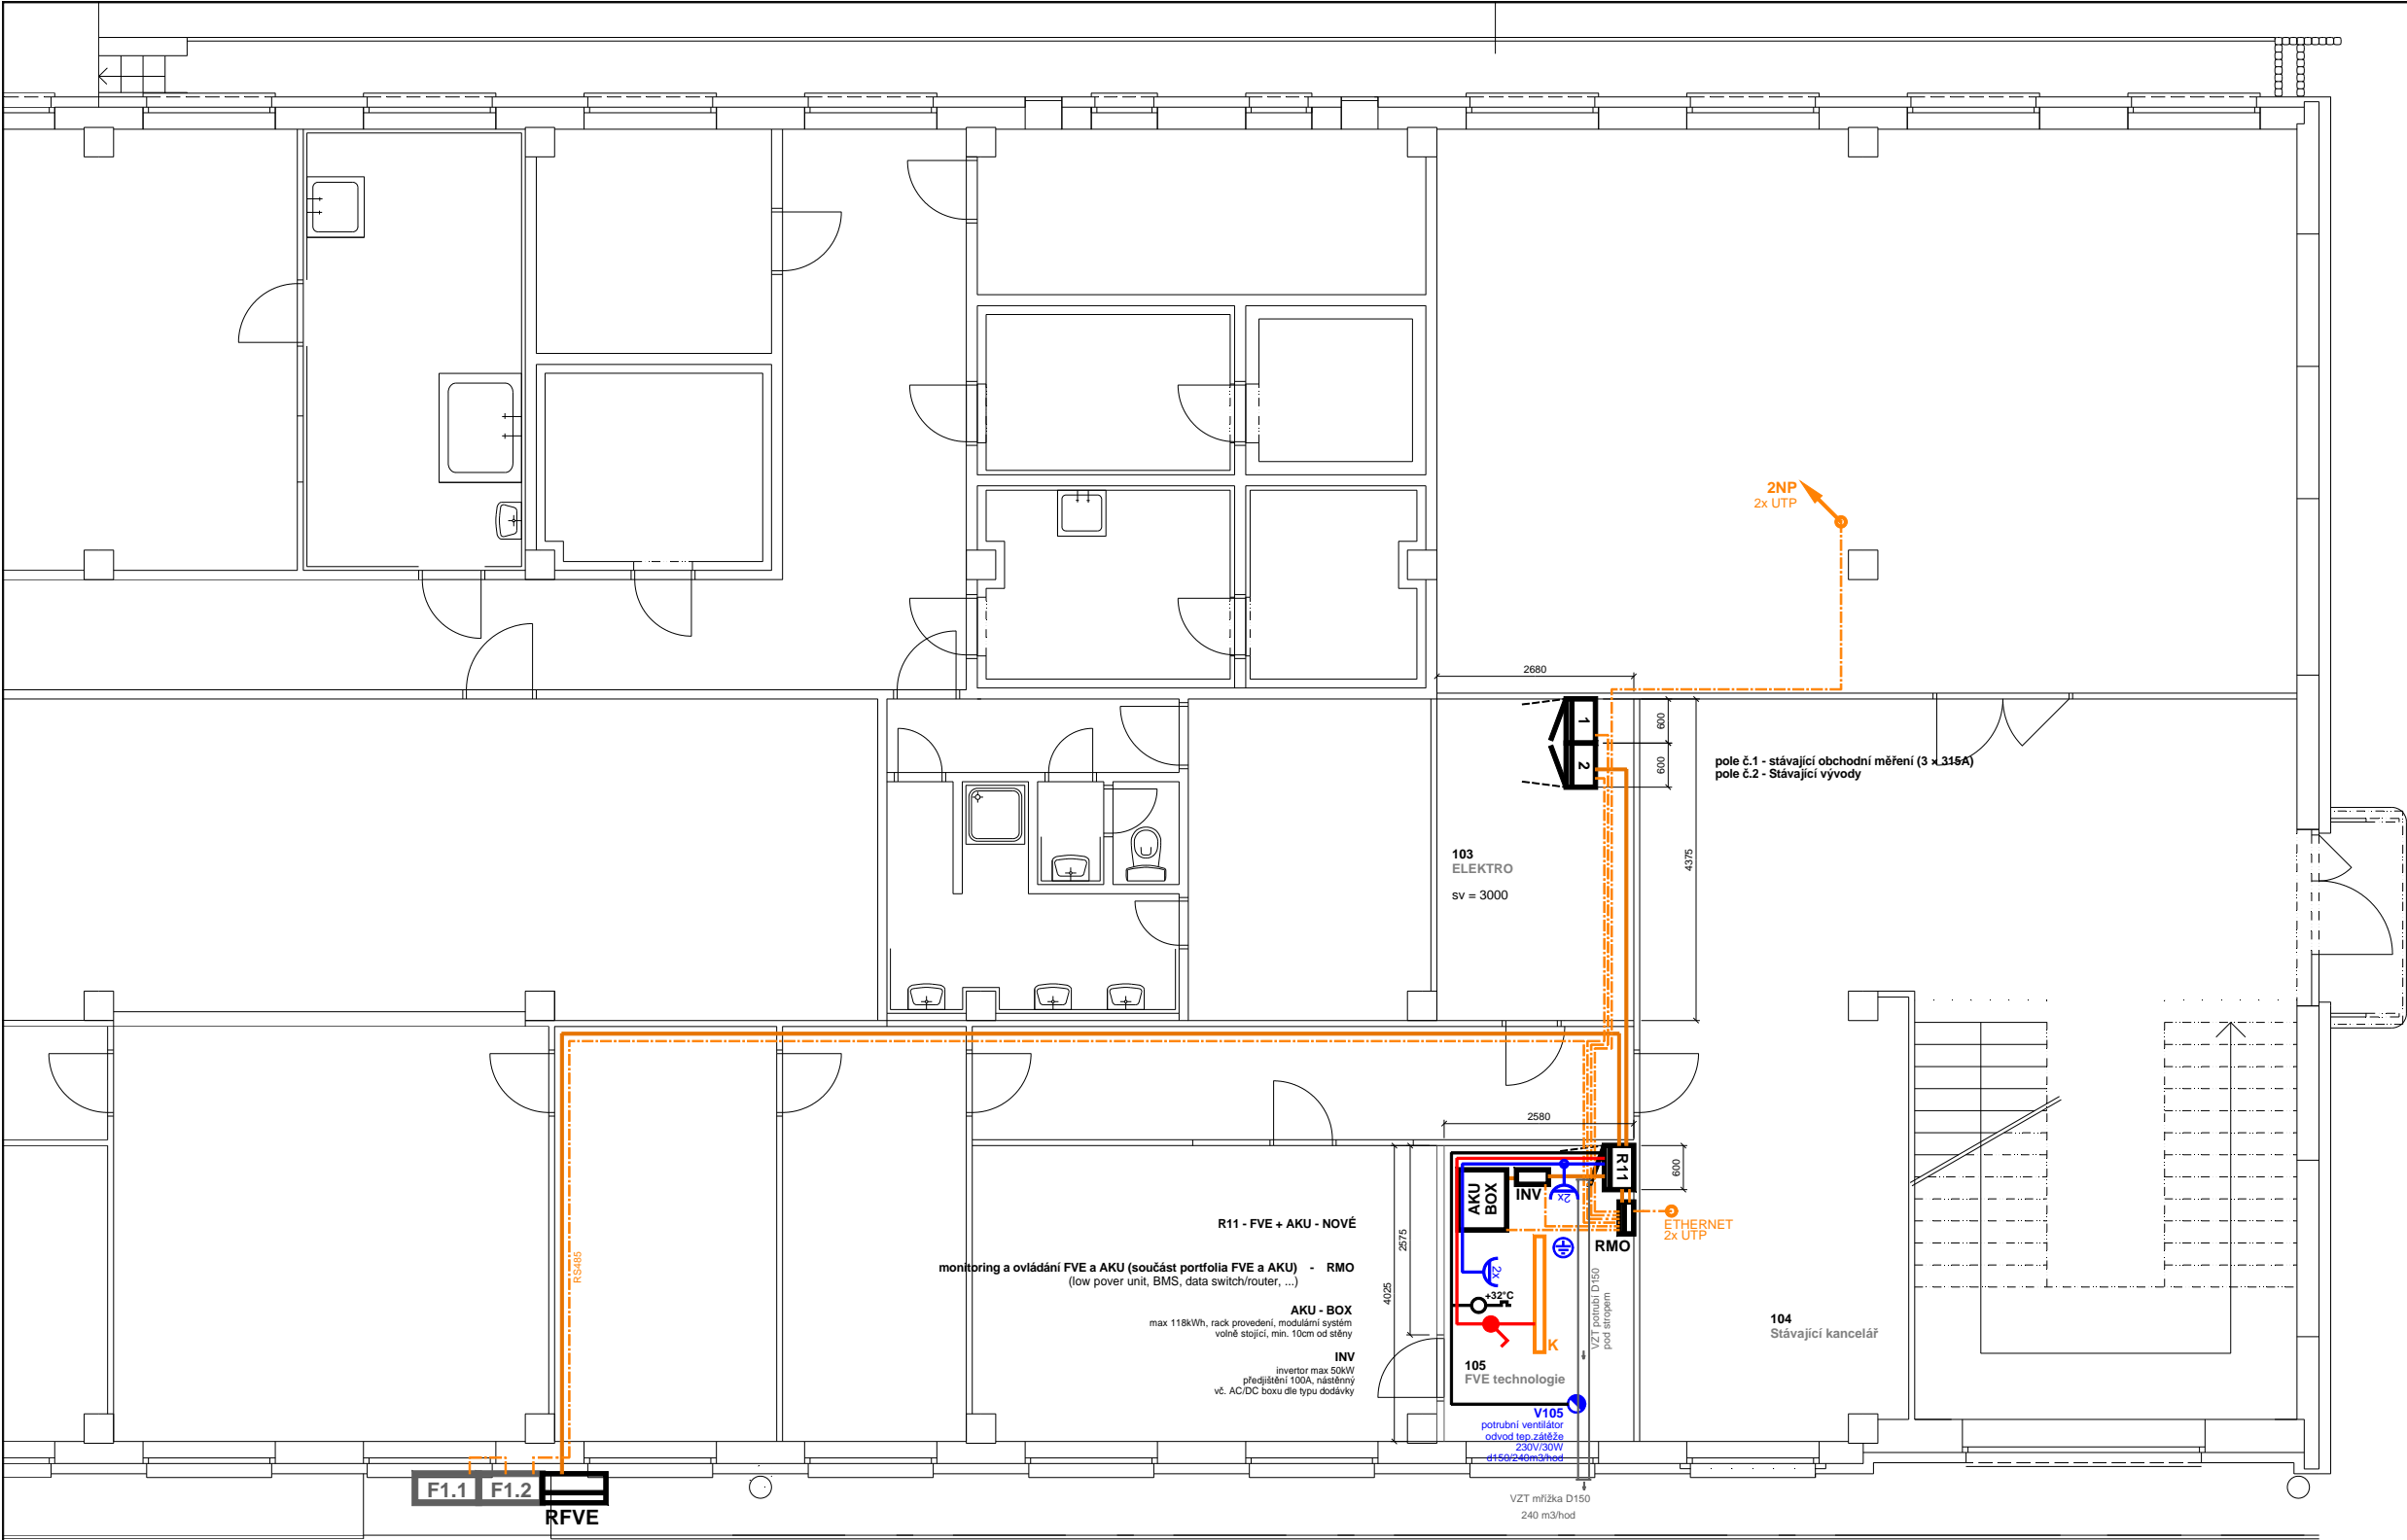 2NP
2x UTP
2680
1
2
600
600
pole č.1 - stávající obchodní měření (3 x 315A)
pole č.2 - Stávající vývody
103
ELEKTRO
sv = 3000
4375
2580
R11
600
AKU
BOX
INV
2x
R11 - FVE + AKU - NOVÉ
ETHERNET
2x UTP
RMO
RS485
2575
4025
monitoring a ovládání FVE a AKU (součást portfolia FVE a AKU) - RMO
(low pover unit, BMS, data switch/router, ...)
2x
+32°C
AKU - BOX
max 118kWh, rack provedení, modulární systém
volně stojící, min. 10cm od stěny
VZT potrubí D150
pod stropem
K
INV
invertor max 50kW
předjištění 100A, nástěnný
vč. AC/DC boxu dle typu dodávky
105
FVE technologie
104
Stávající kancelář
V105
potrubní ventilátor
odvod tep.zátěže
230V/30W
d150/240m3/hod
F1.1
F1.2
RFVE
VZT mřížka D150
240 m3/hod